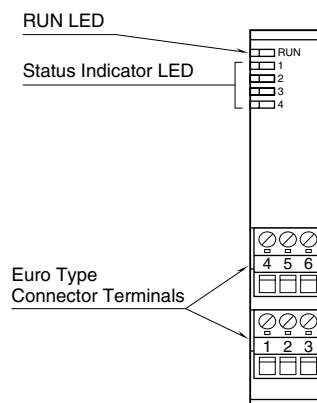 RUN LED
RUN
Status Indicator LED
1
2
3
4
4 5 6
Euro Type
Connector Terminals
1 2 3